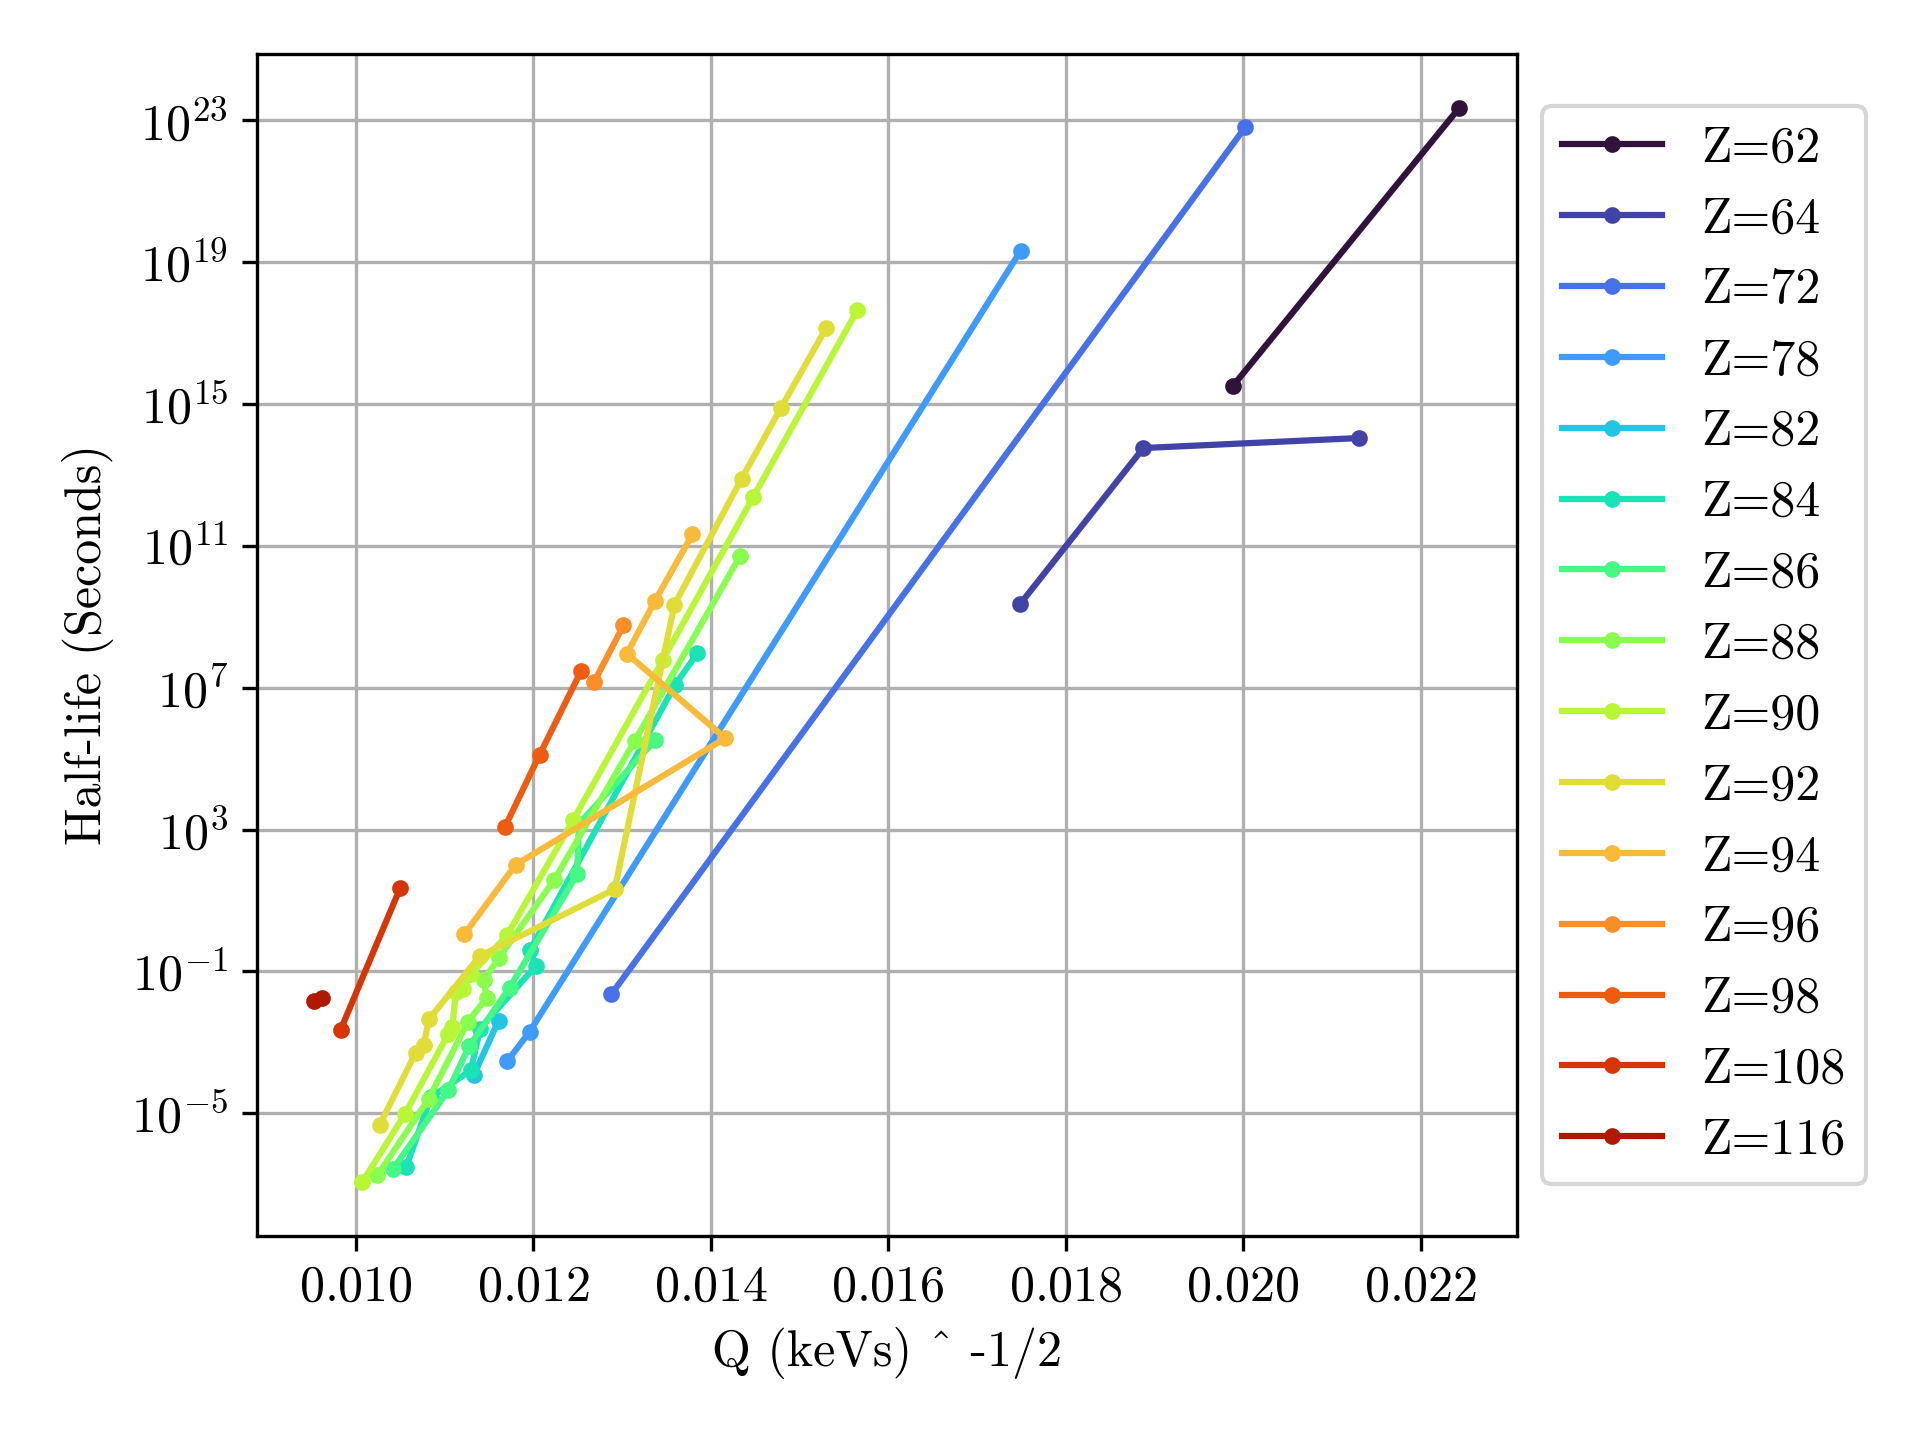 10^23
10^19
10^15
10^11
10^7
10^3
10^−1
10^−5
Half-life (Seconds)
0.010 0.012 0.014 0.016 0.018 0.020 0.022
Q (keVs) ^ -1/2
Z=62
Z=64
Z=72
Z=78
Z=82
Z=84
Z=86
Z=88
Z=90
Z=92
Z=94
Z=96
Z=98
Z=108
Z=116